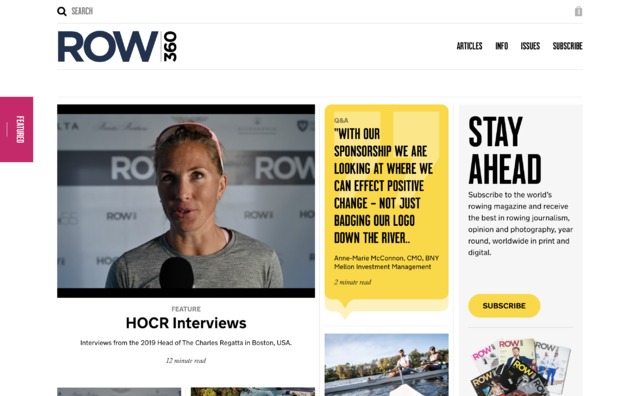 SEARCH
0
ROW
360
ARTICLES
INFO
ISSUES
SUBSCRIBE
FEATURED
ROW
HOCR
ROW
FEATURE
HOCR Interviews
Interviews from the 2019 Head of The Charles Regatta in Boston, USA.
12 minute read
Q&A
"WITH OUR
SPONSORSHIP WE ARE
LOOKING AT WHERE WE
CAN EFFECT POSITIVE
CHANGE – NOT JUST
BADGING OUR LOGO
DOWN THE RIVER..
Anne-Marie McConnon, CMO, BNY
Mellon Investment Management
2 minute read
STAY
AHEAD
Subscribe to the world's
rowing magazine and receive
the best in rowing journalism,
opinion and photography, year
round, worldwide in print and
digital.
SUBSCRIBE